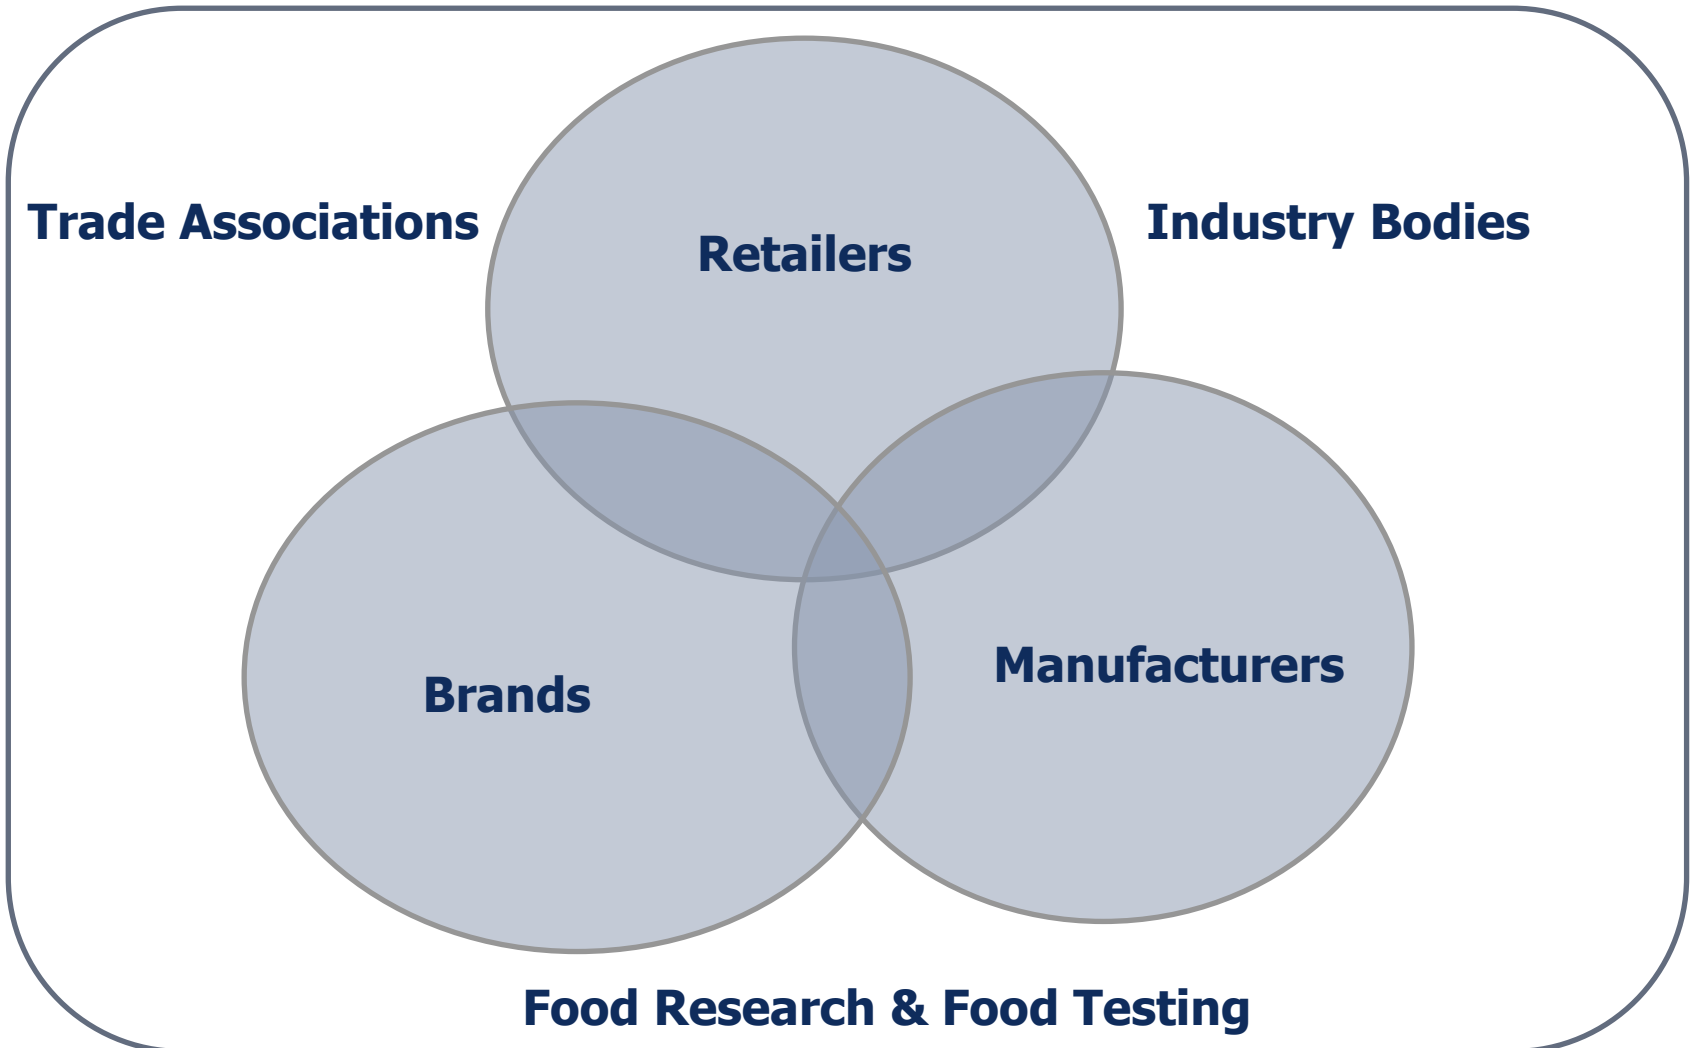 Trade Associations
Industry Bodies
Retailers
Manufacturers
Brands
Food Research & Food Testing